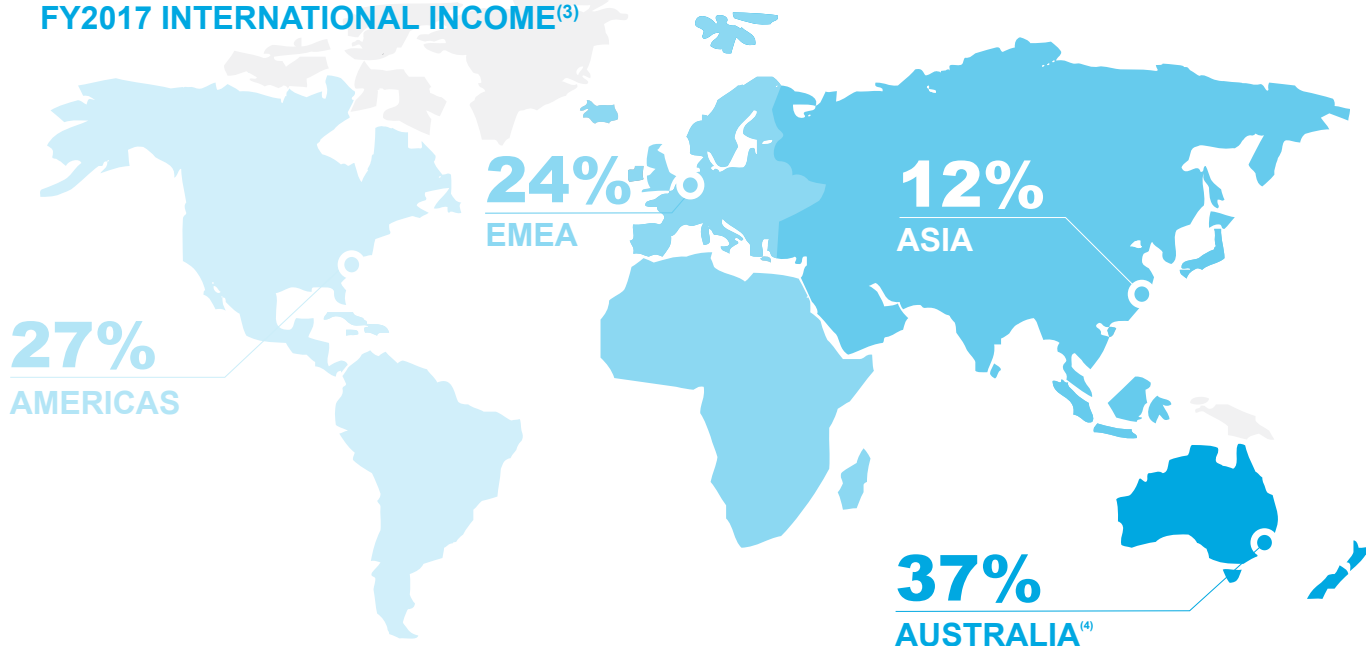 FY2017 INTERNATIONAL INCOME(3)
24%
EMEA
12%
ASIA
27%
AMERICAS
37%
AUSTRALIA(4)